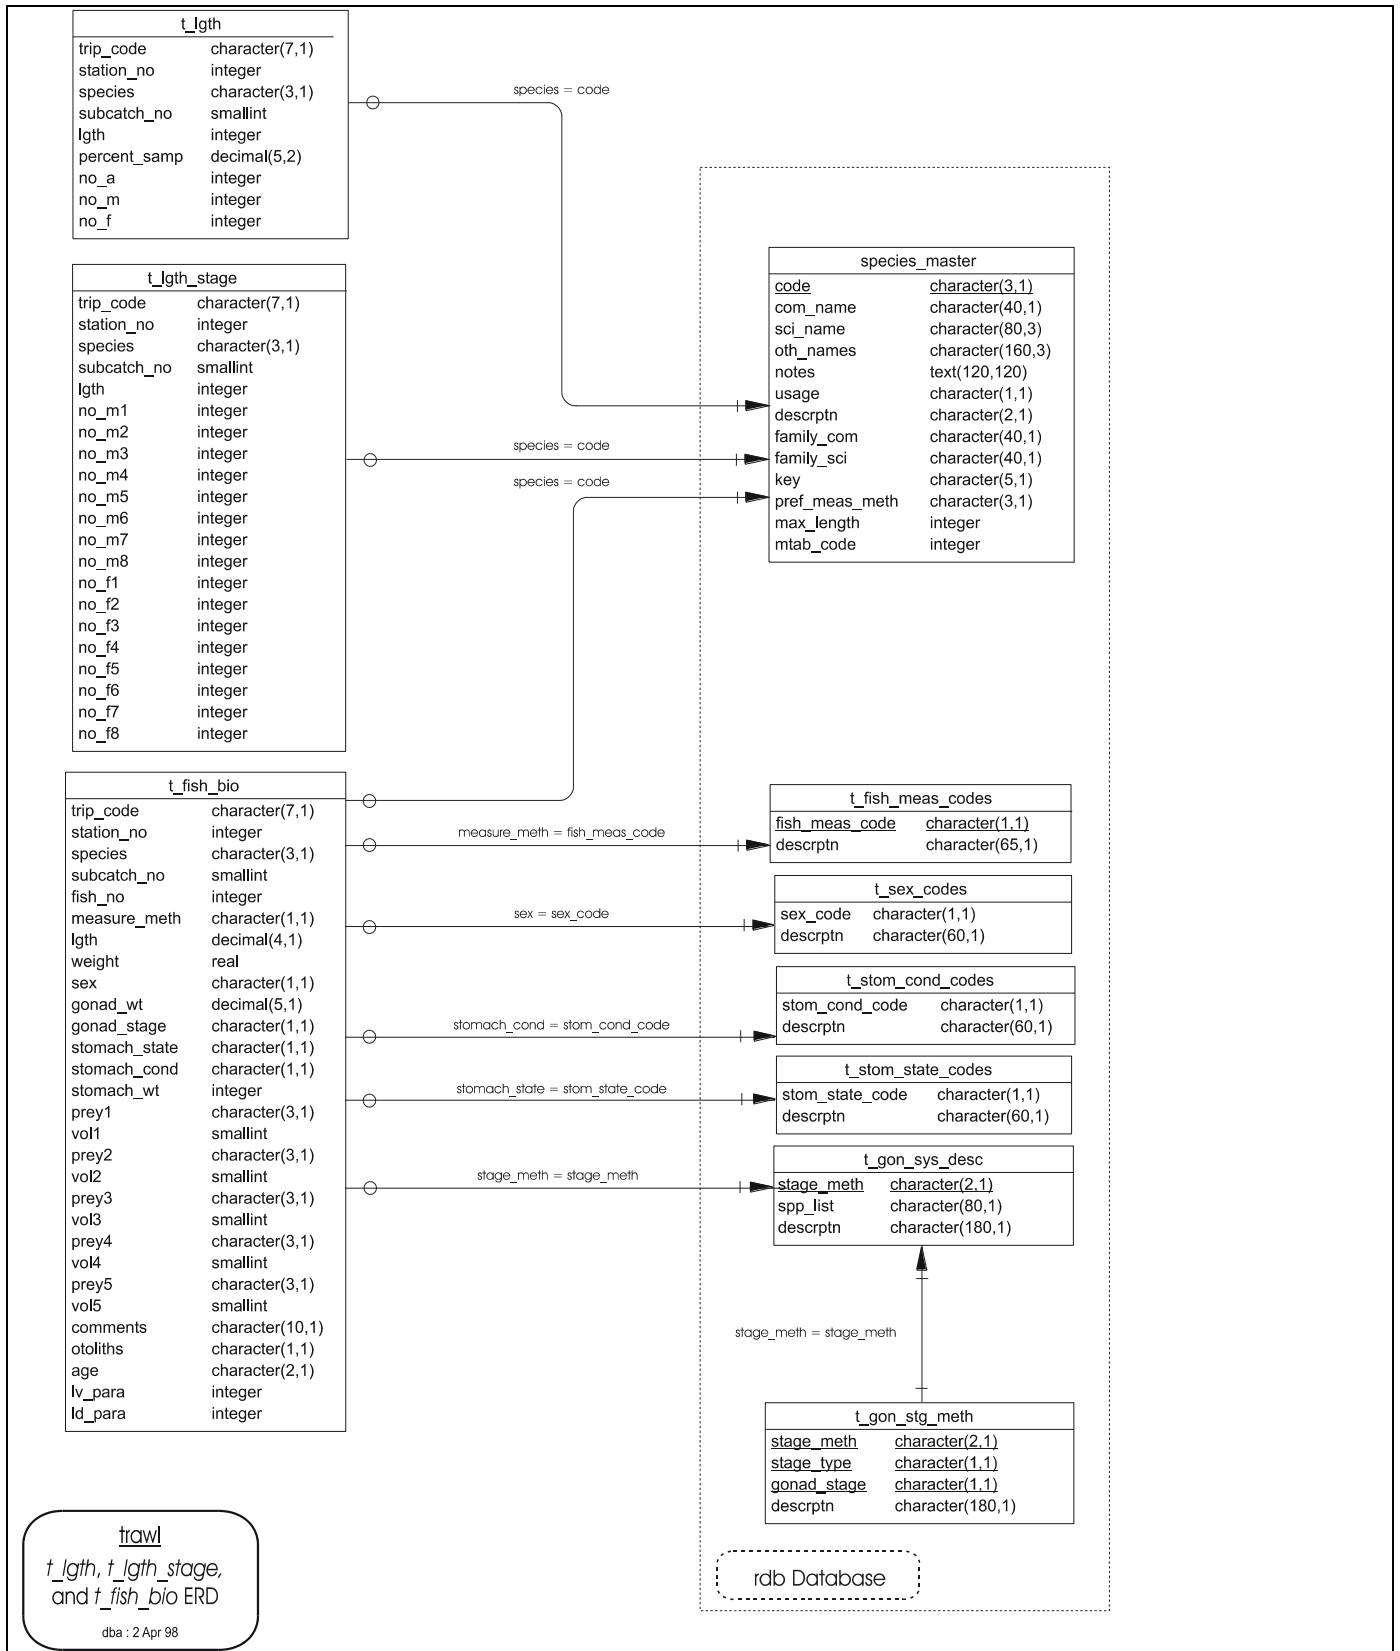 t_lgth
trip_code character(7,1)
station_no integer
species character(3,1)
subcatch_no smallint
lgth integer
percent_samp decimal(5,2)
no_a integer
no_m integer
no_f integer
species = code
t_lgth_stage
trip_code character(7,1)
station_no integer
species character(3,1)
subcatch_no smallint
lgth integer
no_m1 integer
no_m2 integer
no_m3 integer
no_m4 integer
no_m5 integer
no_m6 integer
no_m7 integer
no_m8 integer
no_f1 integer
no_f2 integer
no_f3 integer
no_f4 integer
no_f5 integer
no_f6 integer
no_f7 integer
no_f8 integer
species = code
species = code
species_master
code character(3,1)
com_name character(40,1)
sci_name character(80,3)
oth_names character(160,3)
notes text(120,120)
usage character(1,1)
descrptn character(2,1)
family_com character(40,1)
family_sci character(40,1)
key character(5,1)
pref_meas_meth character(3,1)
max_length integer
mtab_code integer
t_fish_bio
trip_code character(7,1)
station_no integer
species character(3,1)
subcatch_no smallint
fish_no integer
measure_meth character(1,1)
lgth decimal(4,1)
weight real
sex character(1,1)
gonad_wt decimal(5,1)
gonad_stage character(1,1)
stomach_state character(1,1)
stomach_cond character(1,1)
stomach_wt integer
prey1 character(3,1)
vol1 smallint
prey2 character(3,1)
vol2 smallint
prey3 character(3,1)
vol3 smallint
prey4 character(3,1)
vol4 smallint
prey5 character(3,1)
vol5 smallint
comments character(10,1)
otoliths character(1,1)
age character(2,1)
lv_para integer
ld_para integer
measure_meth = fish_meas_code
sex = sex_code
stomach_cond = stom_cond_code
stomach_state = stom_state_code
stage_meth = stage_meth
t_fish_meas_codes
fish_meas_code character(1,1)
descrptn character(65,1)
t_sex_codes
sex_code character(1,1)
descrptn character(60,1)
t_stom_cond_codes
stom_cond_code character(1,1)
descrptn character(60,1)
t_stom_state_codes
stom_state_code character(1,1)
descrptn character(60,1)
t_gon_sys_desc
stage_meth character(2,1)
spp_list character(80,1)
descrptn character(180,1)
stage_meth = stage_meth
t_gon_stg_meth
stage_meth character(2,1)
stage_type character(1,1)
gonad_stage character(1,1)
descrptn character(180,1)
rdb Database
trawl
t_lgth, t_lgth_stage,
and t_fish_bio ERD
dba : 2 Apr 98